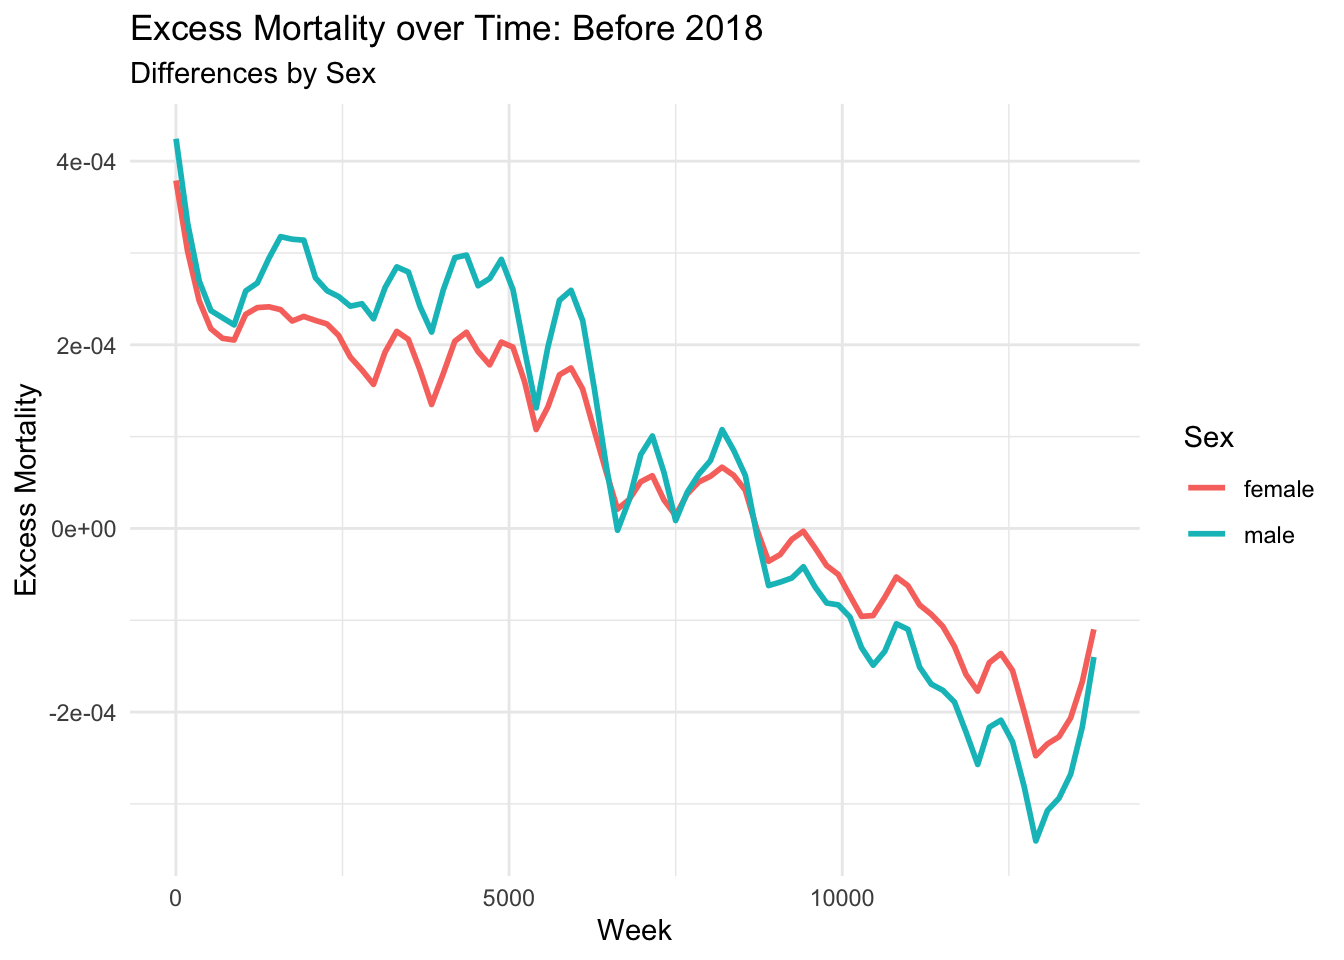 Excess Mortality over Time: Before 2018
Differences by Sex
4e-04
2e-04
0e+00
-2e-04
Excess Mortality
0
5000
10000
Week
Sex
female
male